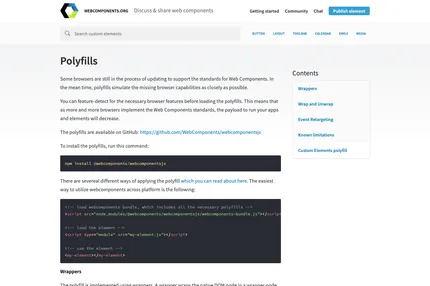 WEBCOMPONENTS.ORG
Discuss & share web components
Getting started
Community
Chat
Publish element
Search custom elements
BUTTON
LAYOUT
TOOLBAR
CALENDAR
EMOJI
MEDIA
Polyfills
Some browsers are still in the process of updating to support the standards for Web Components. In
the mean time, polyfills simulate the missing browser capabilities as closely as possible.
You can feature-detect for the necessary browser features before loading the polyfills. This means that
as more and more browsers implement the Web Components standards, the payload to run your apps
and elements will decrease.
The polyfills are available on GitHub: https://github.com/WebComponents/webcomponentsjs
To install the polyfills, run this command:
npm install @webcomponents/webcomponentsjs
There are sevaral different ways of applying the polyfill which you can read about here. The easiest
way to utilize webcomponents across platform is the following:
<!-- load webcomponents bundle, which includes all the necessary polyfills -->
<script src="node_modules/@webcomponents/webcomponentsjs/webcomponents-bundle.js"></script
<!-- load the element -->
<script type="module" src="my-element.js"></script>
<!-- use the element -->
<my-element></my-element>
Wrappers
The polyfill is implemented using wrappers. A wrapper wraps the native DOM node in a wrapper node
Contents
Wrappers
Wrap and Unwrap
Event Retargeting
Known limitations
Custom Elements polyfill